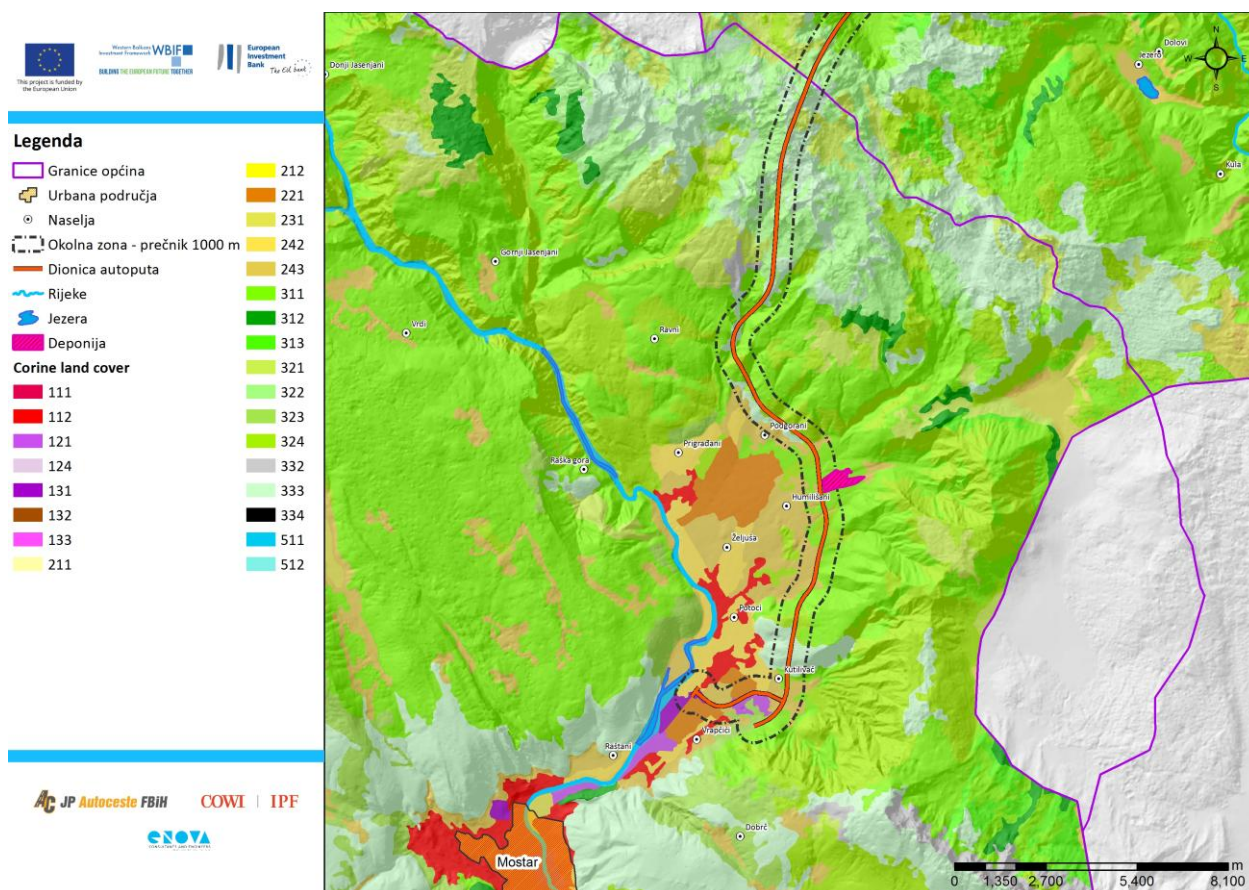 This project is funded by
the European Union
Western Balkans
Investment Framework
WBIF
BUILDING THE EUROPEAN FUTURE TOGETHER
European
Investment
Bank
The EU bank
Legenda
Granice općina
Urbana područja
Naselja
Okolna zona - prečnik 1000 m
Dionica autoputa
Rijeke
Jezera
Deponija
Corine land cover
111
112
121
124
131
132
133
211
212
221
231
242
243
311
312
313
321
322
323
324
332
333
334
511
512
AC JP Autoceste FBiH
COWI | IPF
ENOVA
N
W E
S
Donji Jasenjani
Dolovi
Jezero
Kula
Gornji Jasenjani
Vrdi
Ravni
Podgorani
Prigrađani
Raška gora
Humilišani
Željuša
Potoci
Kutilivač
Vrapčići
Raštani
Dobrč
Mostar
m
0 1,350 2,700 5,400 8,100